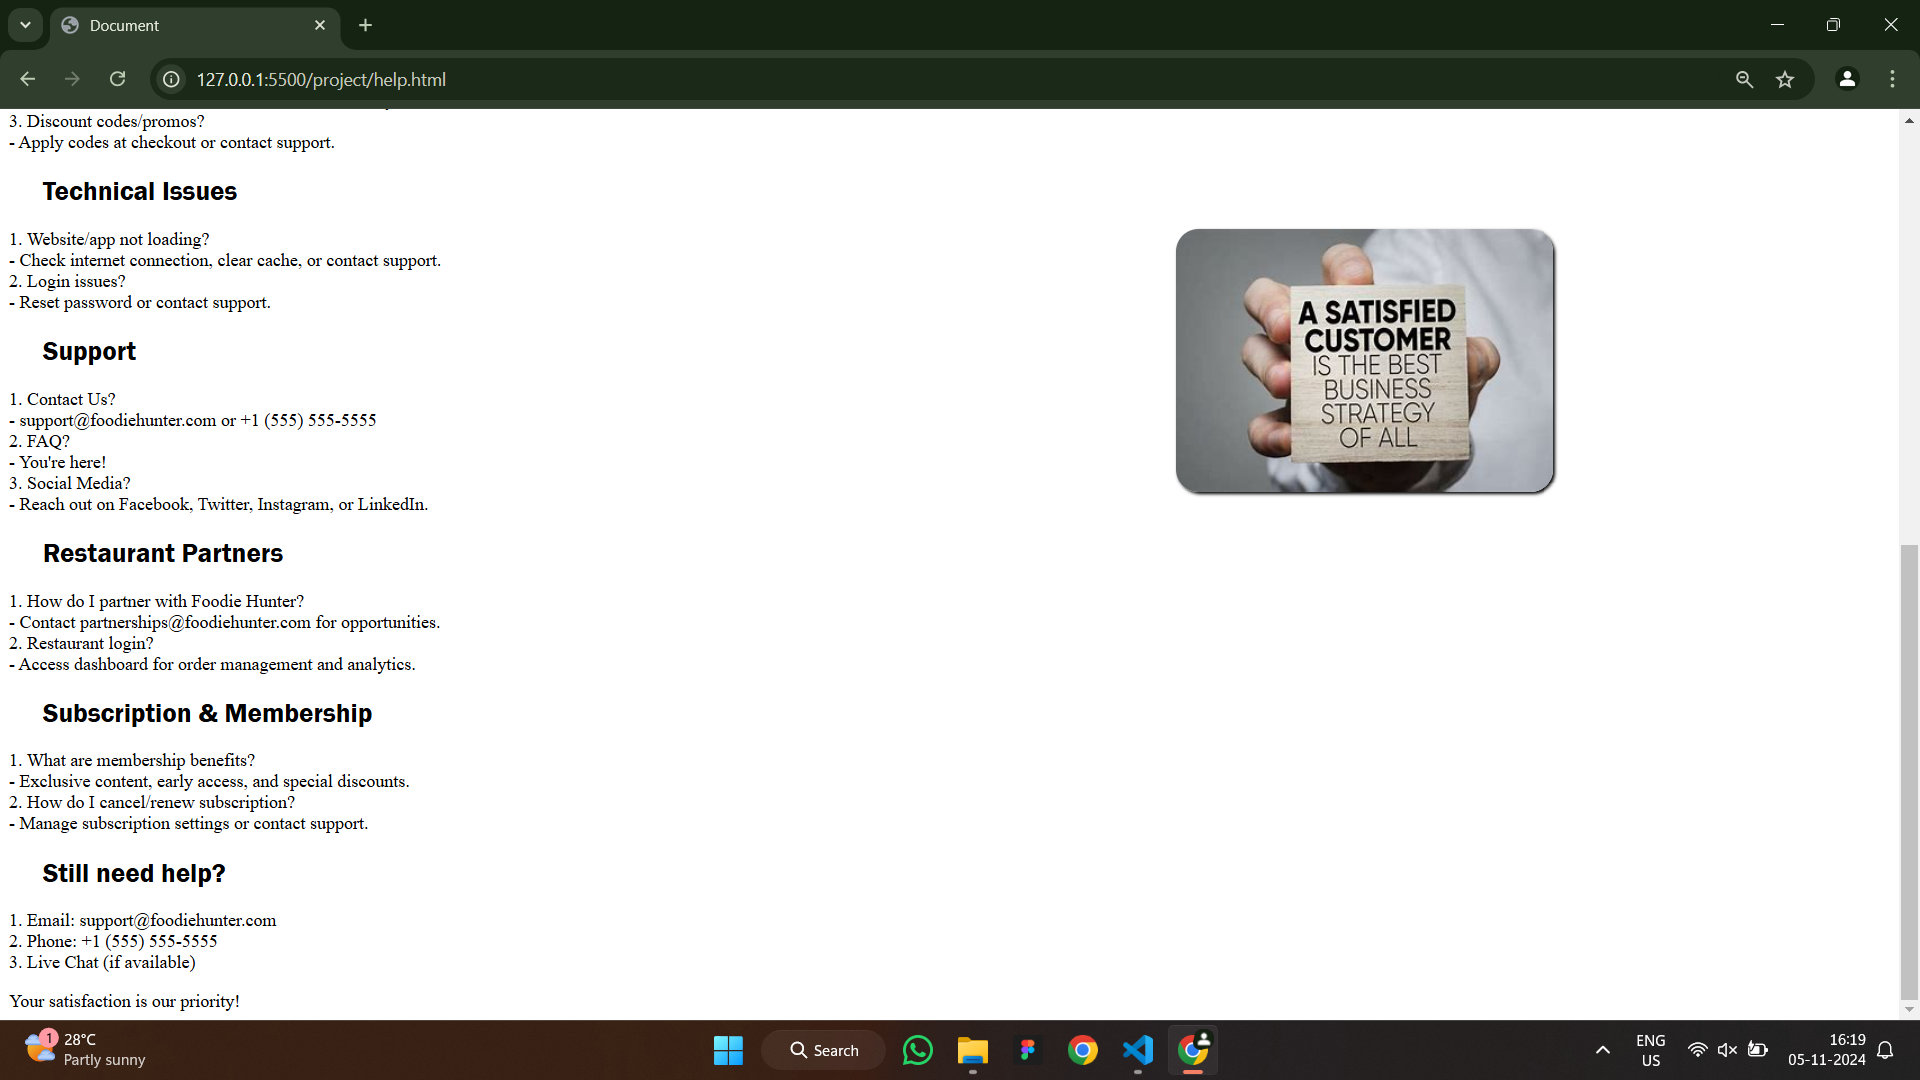 Document
127.0.0.1:5500/project/help.html
3. Discount codes/promos?
- Apply codes at checkout or contact support.
Technical Issues
1. Website/app not loading?
- Check internet connection, clear cache, or contact support.
2. Login issues?
- Reset password or contact support.
Support
1. Contact Us?
- support@foodiehunter.com or +1 (555) 555-5555
2. FAQ?
- You're here!
3. Social Media?
- Reach out on Facebook, Twitter, Instagram, or LinkedIn.
Restaurant Partners
1. How do I partner with Foodie Hunter?
- Contact partnerships@foodiehunter.com for opportunities.
2. Restaurant login?
- Access dashboard for order management and analytics.
Subscription & Membership
1. What are membership benefits?
- Exclusive content, early access, and special discounts.
2. How do I cancel/renew subscription?
- Manage subscription settings or contact support.
Still need help?
1. Email: support@foodiehunter.com
2. Phone: +1 (555) 555-5555
3. Live Chat (if available)
Your satisfaction is our priority!
A SATISFIED
CUSTOMER
IS THE BEST
BUSINESS
STRATEGY
OF ALL
1
28°C
Partly sunny
Search
ENG
US
16:19
05-11-2024